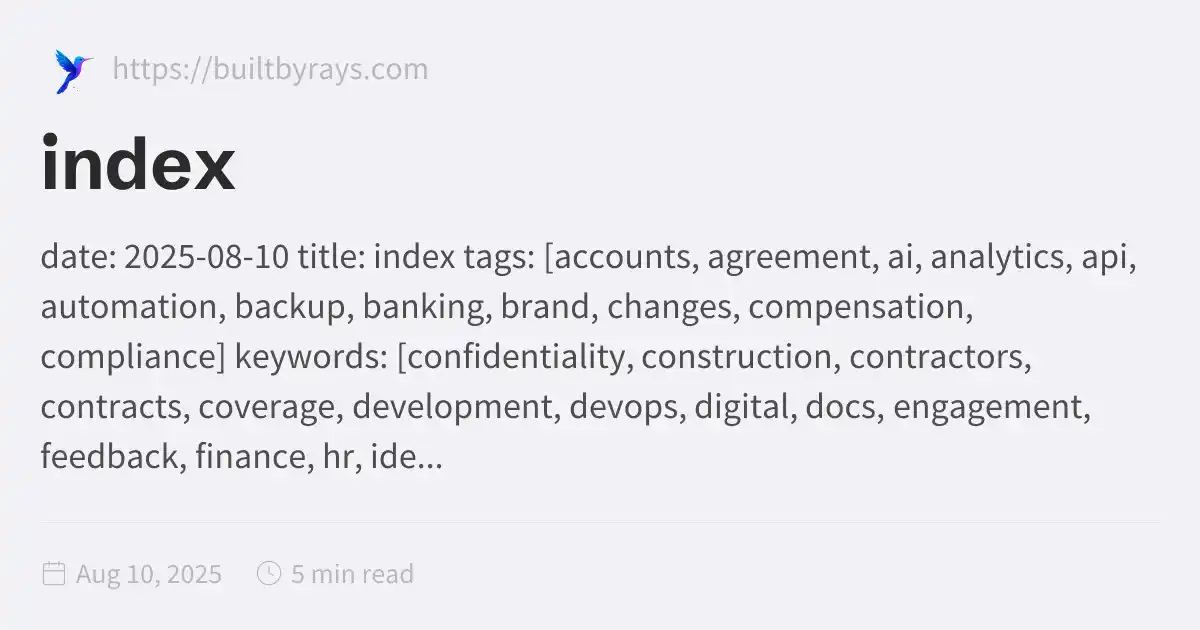 https://builtbyrays.com
index
date: 2025-08-10 title: index tags: [accounts, agreement, ai, analytics, api,
automation, backup, banking, brand, changes, compensation,
compliance] keywords: [confidentiality, construction, contractors,
contracts, coverage, development, devops, digital, docs, engagement,
feedback, finance, hr, ide...
Aug 10, 2025 5 min read